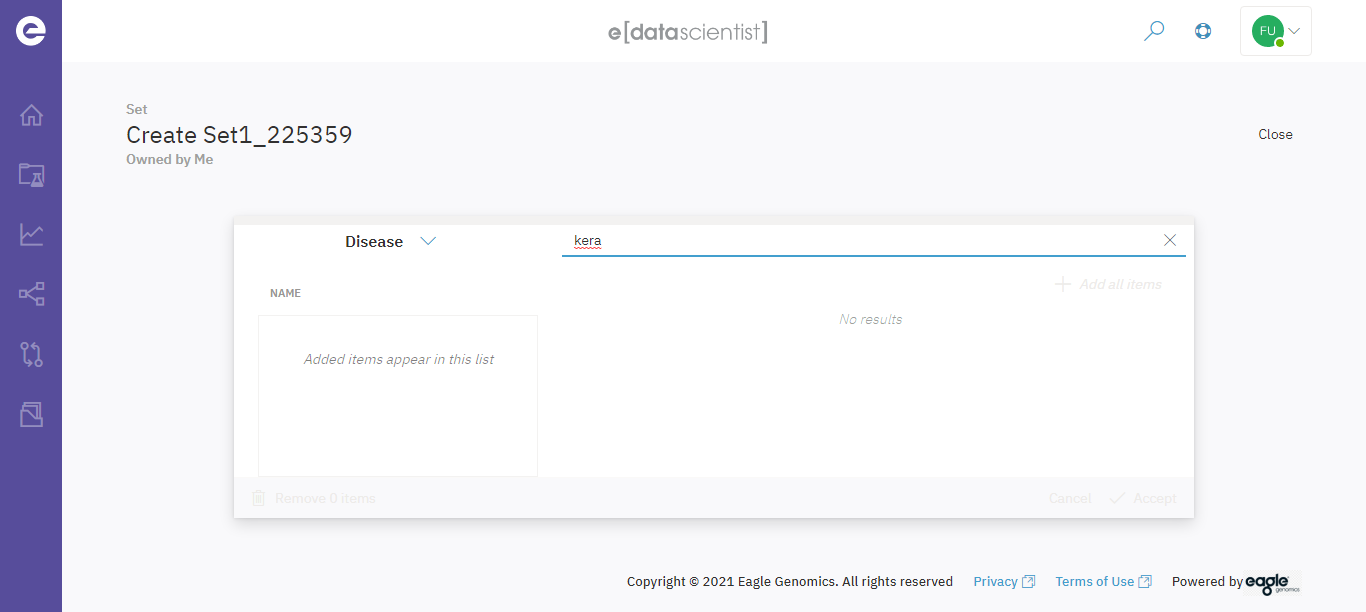 e[datascientist]
FU
Set
Create Set1_225359
Owned by Me
Close
Disease
kera
Add all items
NAME
No results
Added items appear in this list
Remove 0 items
Cancel
Accept
Copyright © 2021 Eagle Genomics. All rights reserved
Privacy
Terms of Use
Powered by eagle genomics